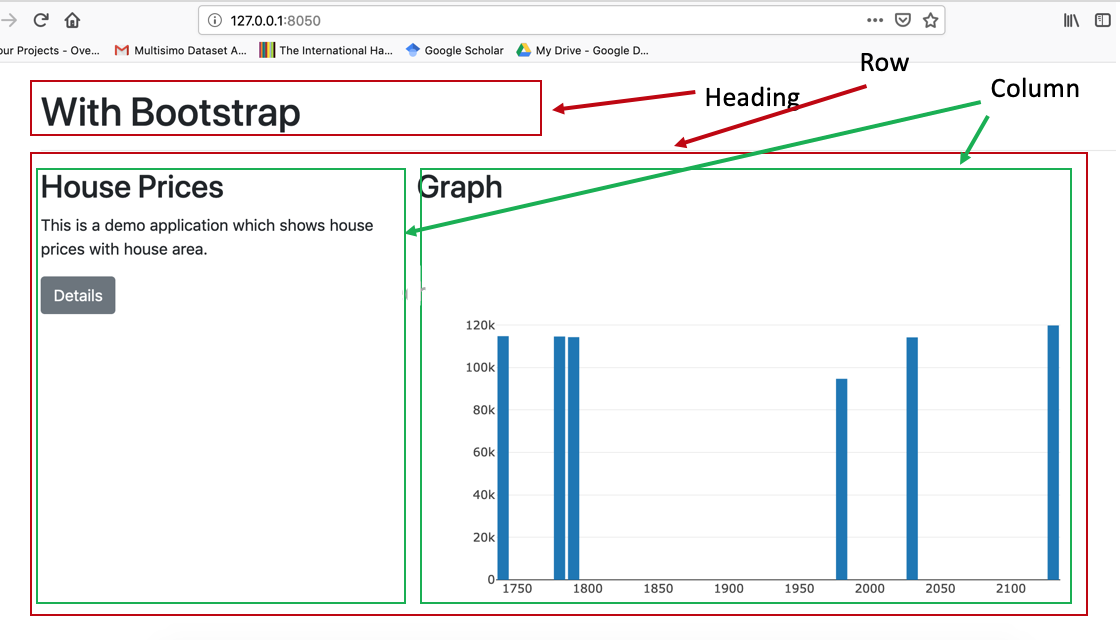 127.0.0.1:8050
our Projects - Ove...
Multisimo Dataset A...
The International Ha...
Google Scholar
My Drive - Google D...
Row
Heading
Column
With Bootstrap
House Prices
Graph
This is a demo application which shows house
prices with house area.
Details
120k
100k
80k
60k
40k
20k
0
1750 1800 1850 1900 1950 2000 2050 2100